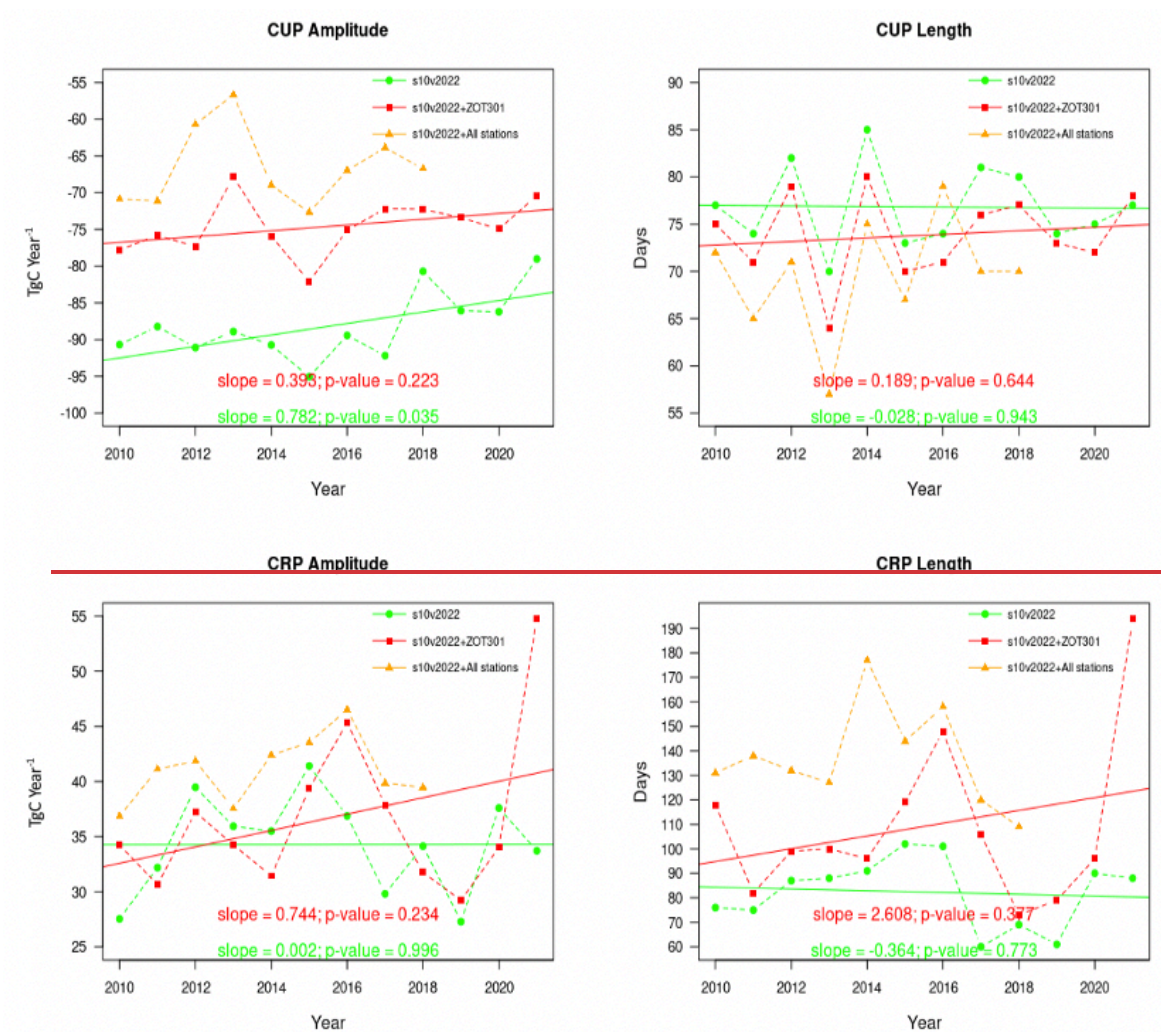 CUP Amplitude
TgC Year-1
-55
-60
-65
-70
-75
-80
-85
-90
-95
-100
s10v2022
s10v2022+ZOT301
s10v2022+All stations
slope = 0.393; p-value = 0.223
slope = 0.782; p-value = 0.035
2010 2012 2014 2016 2018 2020
Year
CUP Length
Days
90
85
80
75
70
65
60
55
s10v2022
s10v2022+ZOT301
s10v2022+All stations
slope = 0.189; p-value = 0.644
slope = -0.028; p-value = 0.943
2010 2012 2014 2016 2018 2020
Year
CRP Amplitude
TgC Year-1
55
50
45
40
35
30
25
s10v2022
s10v2022+ZOT301
s10v2022+All stations
slope = 0.744; p-value = 0.234
slope = 0.002; p-value = 0.996
2010 2012 2014 2016 2018 2020
Year
CRP Length
Days
190
180
170
160
150
140
130
120
110
100
90
80
70
60
s10v2022
s10v2022+ZOT301
s10v2022+All stations
slope = 2.608; p-value = 0.377
slope = -0.364; p-value = 0.773
2010 2012 2014 2016 2018 2020
Year